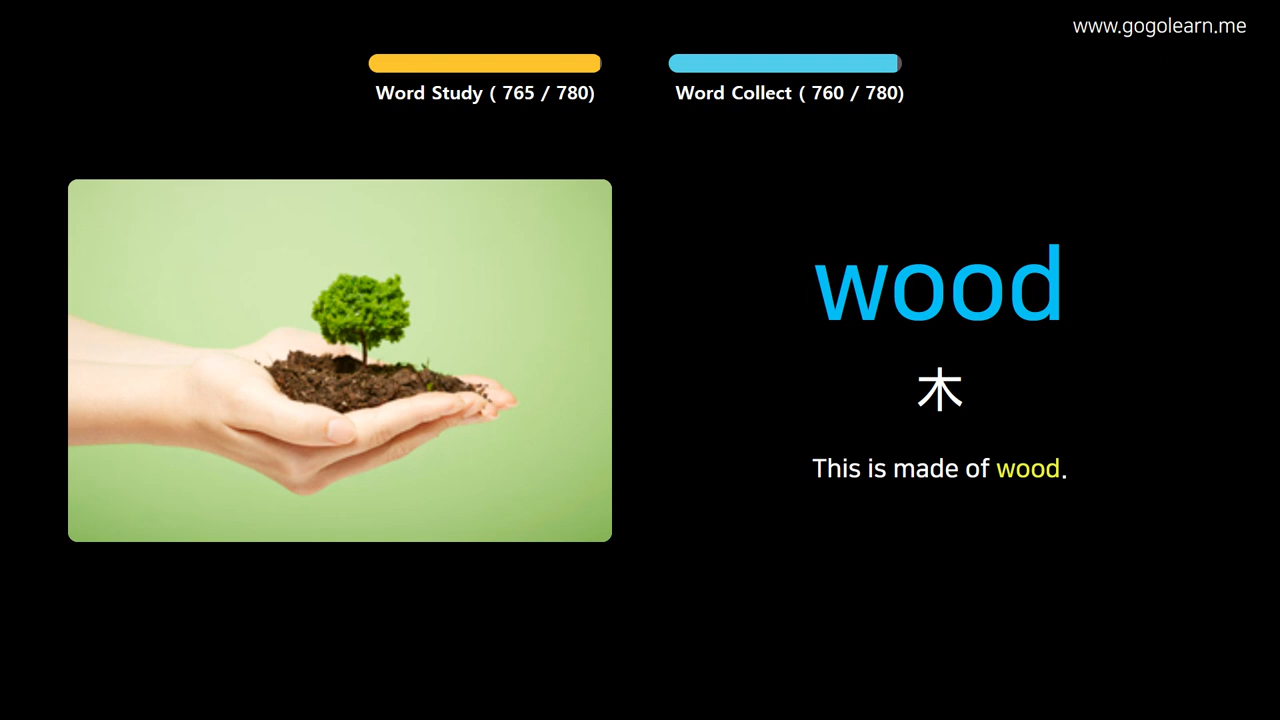 www.gogolearn.me
Word Study ( 765 / 780)
Word Collect ( 760 / 780)
wood
木
This is made of wood.